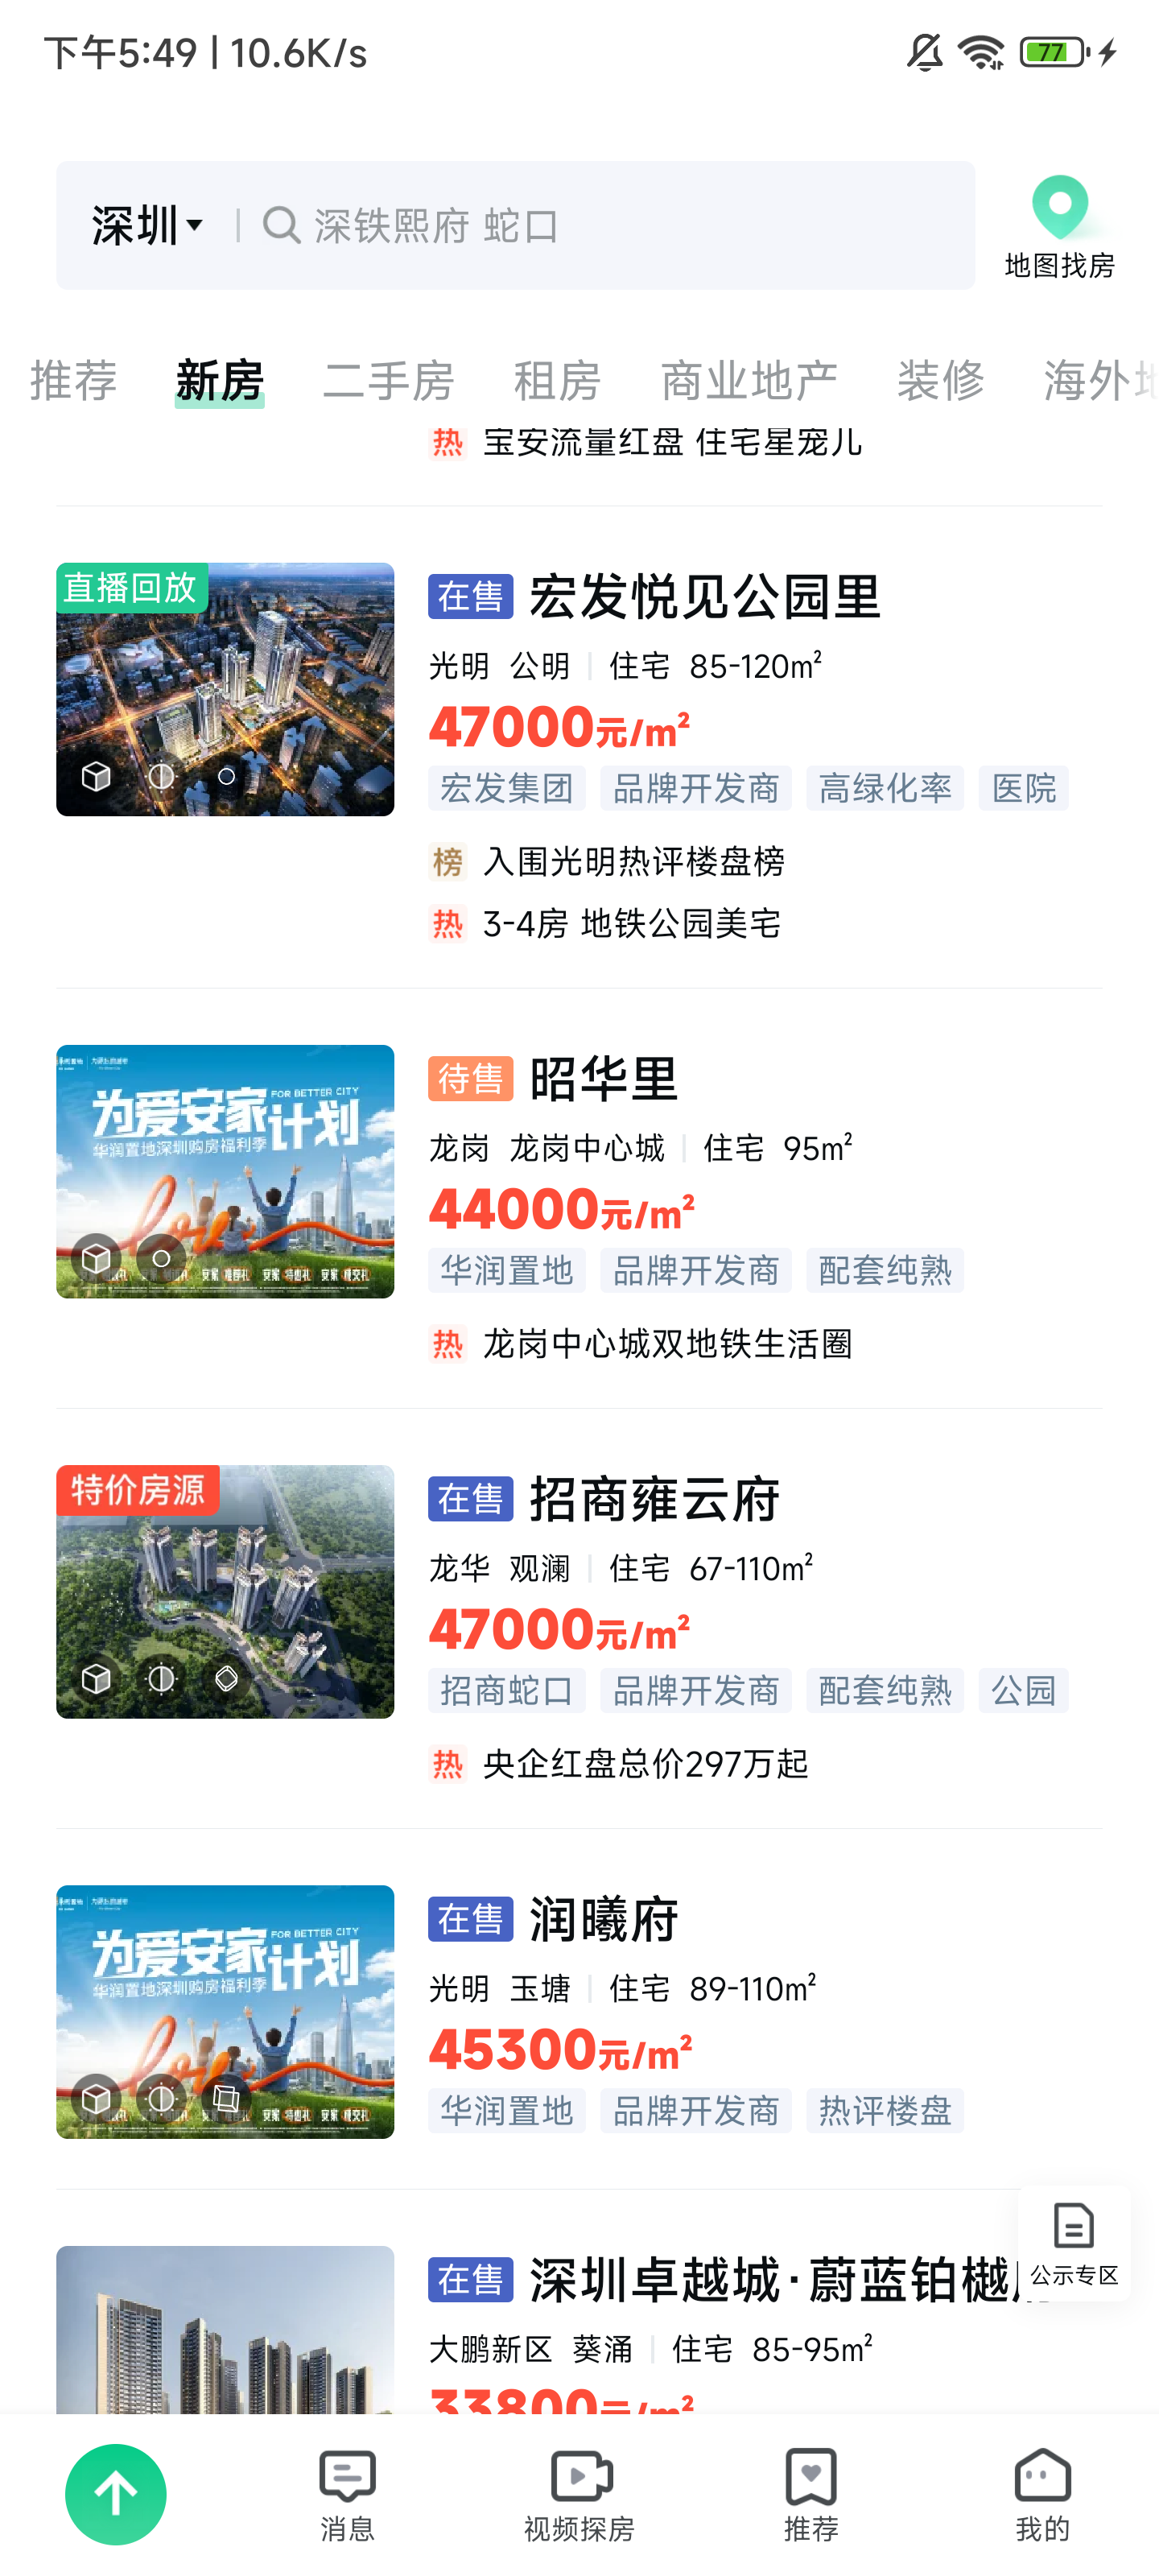 下午5:49 | 10.6K/s
77
深圳 深铁熙府 蛇口
地图找房
推荐 新房 二手房 租房 商业地产 装修 海外
热 宝安流量红盘 住宅星宠儿
直播回放
在售 宏发悦见公园里
光明 公明 | 住宅 85-120m²
47000元/m²
宏发集团 品牌开发商 高绿化率 医院
榜 入围光明热评楼盘榜
热 3-4房 地铁公园美宅
为爱安家计划
FOR BETTER CITY
华润置地深圳购房福利季
待售 昭华里
龙岗 龙岗中心城 | 住宅 95m²
44000元/m²
华润置地 品牌开发商 配套纯熟
热 龙岗中心城双地铁生活圈
特价房源
在售 招商雍云府
龙华 观澜 | 住宅 67-110m²
47000元/m²
招商蛇口 品牌开发商 配套纯熟 公园
热 央企红盘总价297万起
为爱安家计划
FOR BETTER CITY
华润置地深圳购房福利季
在售 润曦府
光明 玉塘 | 住宅 89-110m²
45300元/m²
华润置地 品牌开发商 热评楼盘
公示专区
在售 深圳卓越城·蔚蓝铂樾
大鹏新区 葵涌 | 住宅 85-95m²
33800元/m²
消息 视频探房 推荐 我的